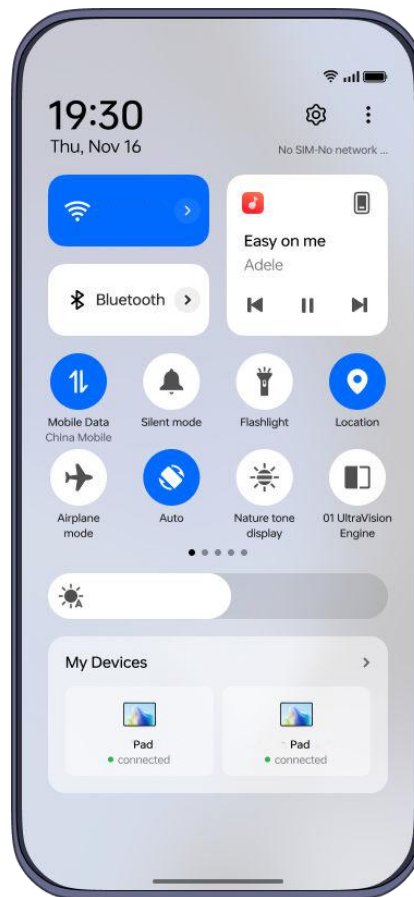 19:30
Thu, Nov 16
No SIM-No network ...
Easy on me
Adele
Bluetooth
Mobile Data
China Mobile
Silent mode
Flashlight
Location
Airplane
mode
Auto
Nature tone
display
01 UltraVision
Engine
A
My Devices
Pad
connected
Pad
connected